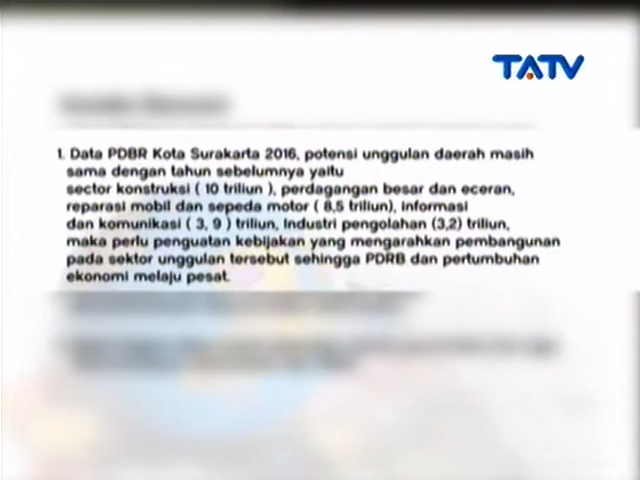 TATV
1. Data PDBR Kota Surakarta 2016, potensi unggulan daerah masih
sama dengan tahun sebelumnya yaitu
sector konstruksi ( 10 triliun ), perdagangan besar dan eceran,
reparasi mobil dan sepeda motor ( 8,5 triliun), informasi
dan komunikasi ( 3, 9 ) triliun, Industri pengolahan (3,2) triliun,
maka perlu penguatan kebijakan yang mengarahkan pembangunan
pada sektor unggulan tersebut sehingga PDRB dan pertumbuhan
ekonomi melaju pesat.